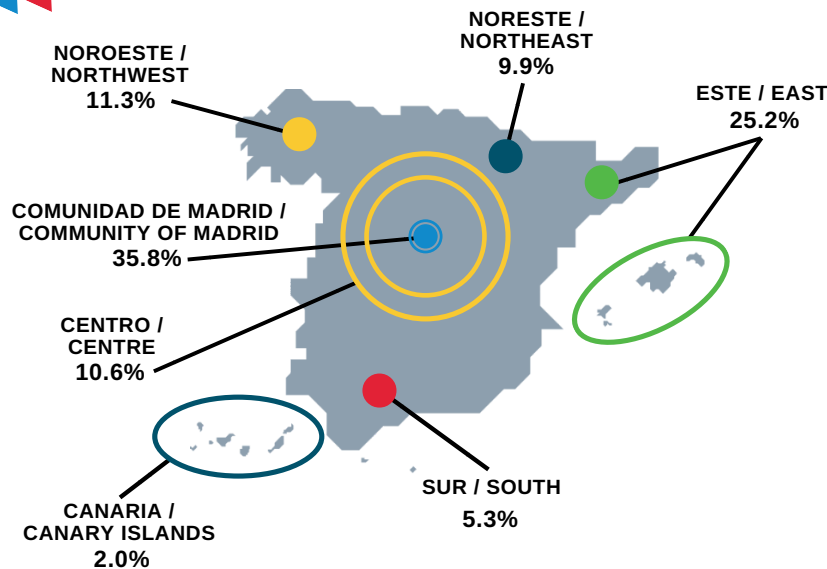 NORESTE /
NORTHEAST
9.9%
NOROESTE /
NORTHWEST
11.3%
ESTE / EAST
25.2%
COMUNIDAD DE MADRID /
COMMUNITY OF MADRID
35.8%
CENTRO /
CENTRE
10.6%
SUR / SOUTH
5.3%
CANARIA /
CANARY ISLANDS
2.0%